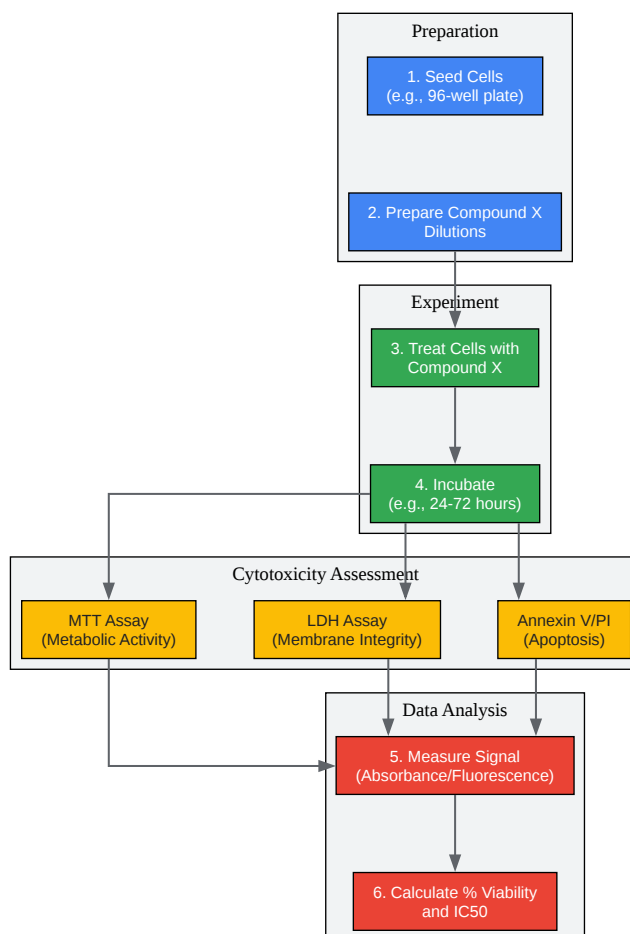 Preparation
1. Seed Cells
(e.g., 96-well plate)
2. Prepare Compound X
Dilutions
Experiment
3. Treat Cells with
Compound X
4. Incubate
(e.g., 24-72 hours)
Cytotoxicity Assessment
MTT Assay
(Metabolic Activity)
LDH Assay
(Membrane Integrity)
Annexin V/PI
(Apoptosis)
Data Analysis
5. Measure Signal
(Absorbance/Fluorescence)
6. Calculate % Viability
and IC50